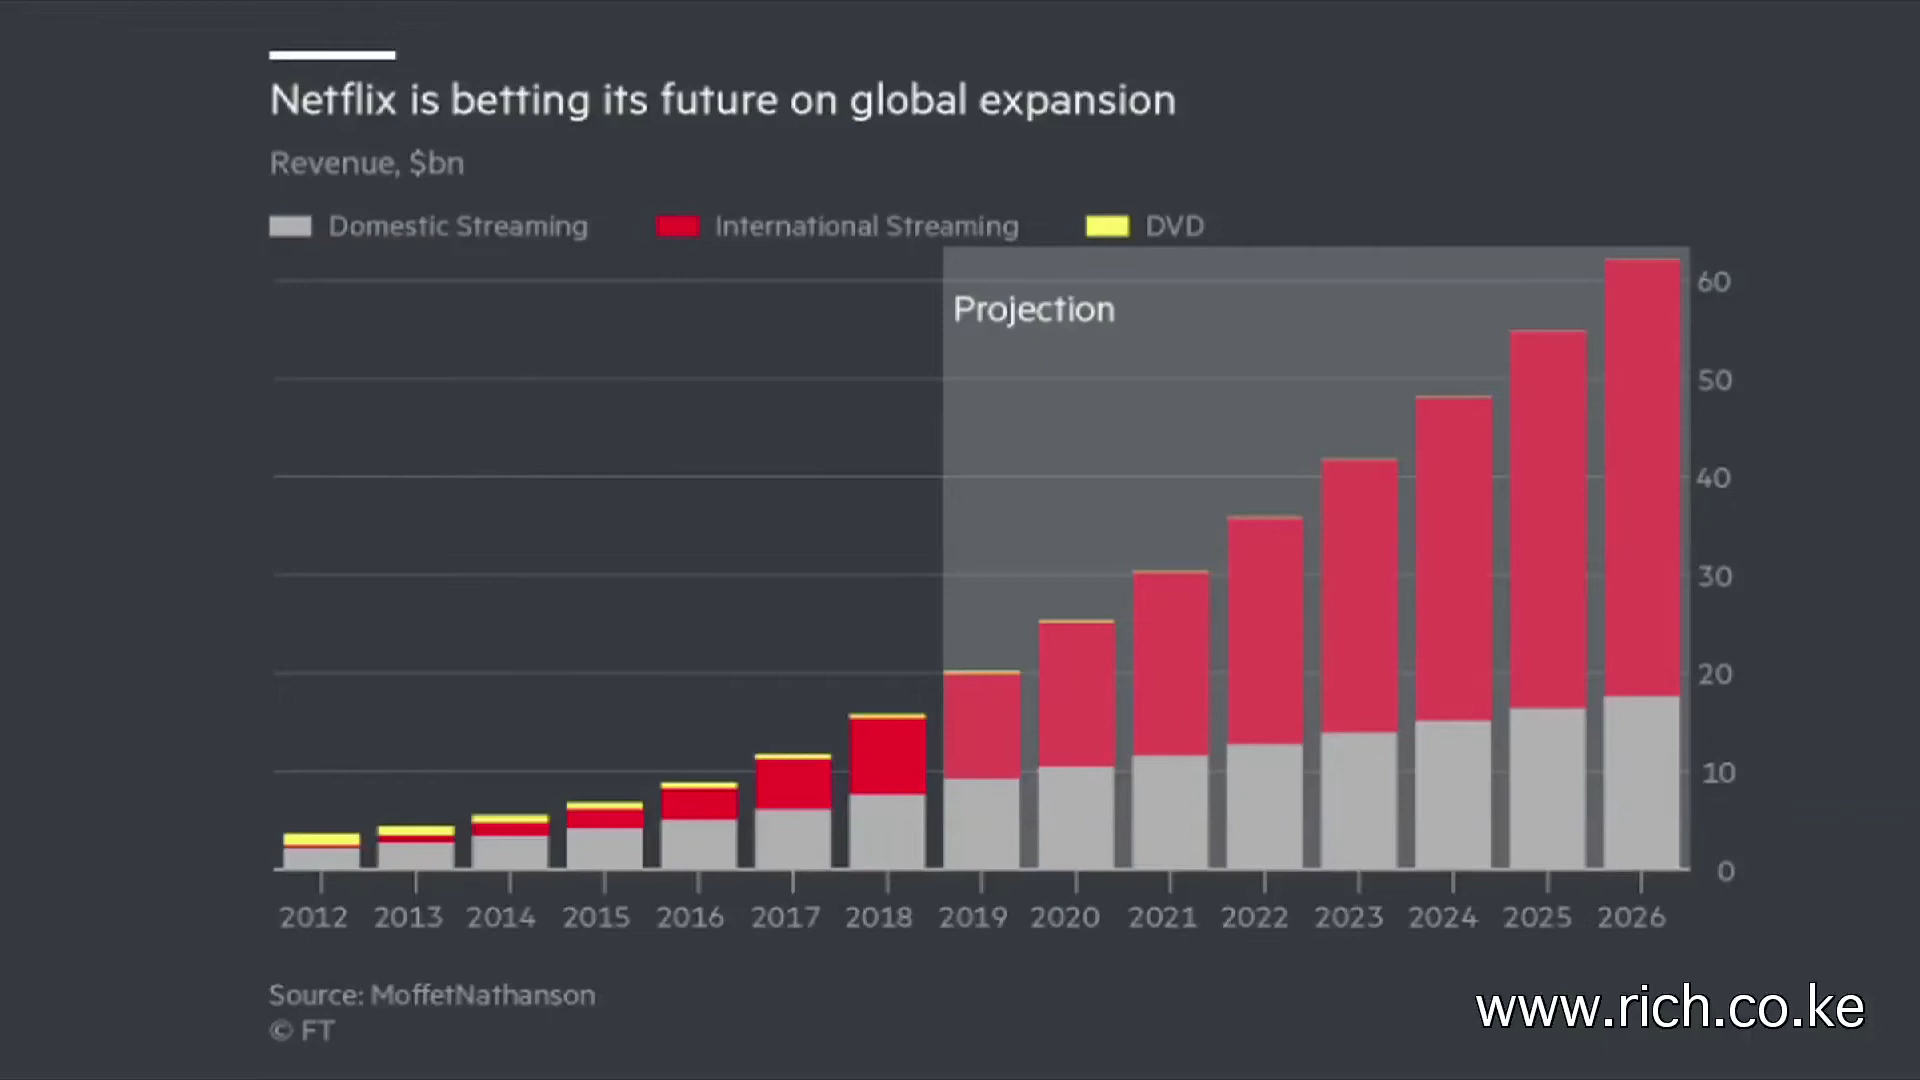 Netflix is betting its future on global expansion
Revenue, $bn
Domestic Streaming International Streaming DVD
Projection
60
50
40
30
20
10
0
2012 2013 2014 2015 2016 2017 2018 2019 2020 2021 2022 2023 2024 2025 2026
Source: MoffetNathanson
© FT
www.rich.co.ke